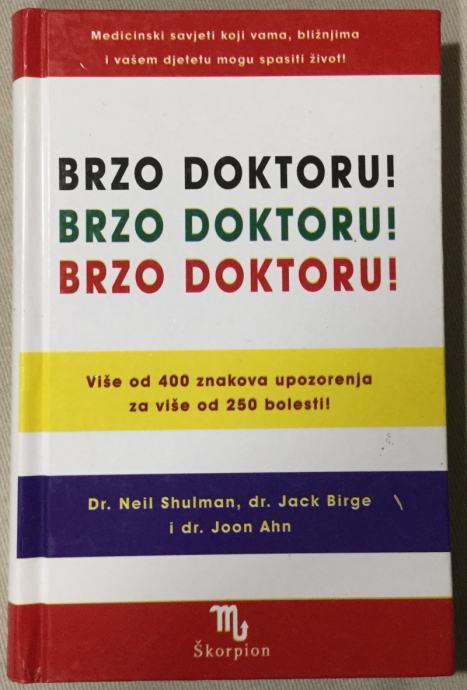 Medicinski savjeti koji vama, bližnjima
i vašem djetetu mogu spasiti život!
BRZO DOKTORU!
BRZO DOKTORU!
BRZO DOKTORU!
Više od 400 znakova upozorenja
za više od 250 bolesti!
Dr. Neil Shulman, dr. Jack Birge
i dr. Joon Ahn
Škorpion